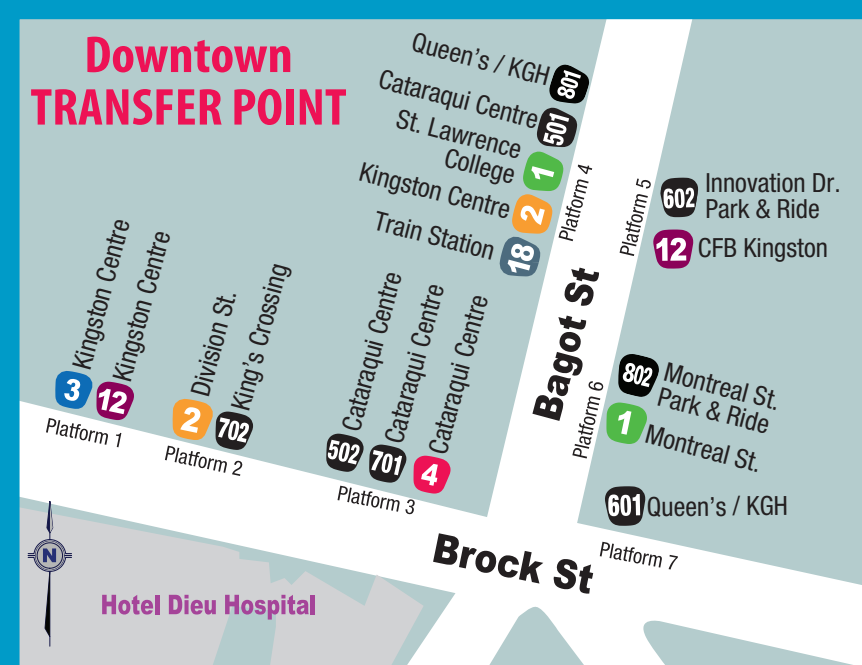 Downtown
TRANSFER POINT
Queen's / KGH 801
Cataraqui Centre 501
St. Lawrence
College 1
Kingston Centre 2
Train Station 18
Platform 4
Platform 5
602 Innovation Dr.
Park & Ride
12 CFB Kingston
3 Kingston Centre
12 Kingston Centre
Platform 1
2 Division St.
702 King's Crossing
Platform 2
502 Cataraqui Centre
701 Cataraqui Centre
4 Cataraqui Centre
Platform 3
Bagot St
Platform 6
802 Montreal St.
Park & Ride
1 Montreal St.
601 Queen's / KGH
Platform 7
Brock St
N
Hotel Dieu Hospital